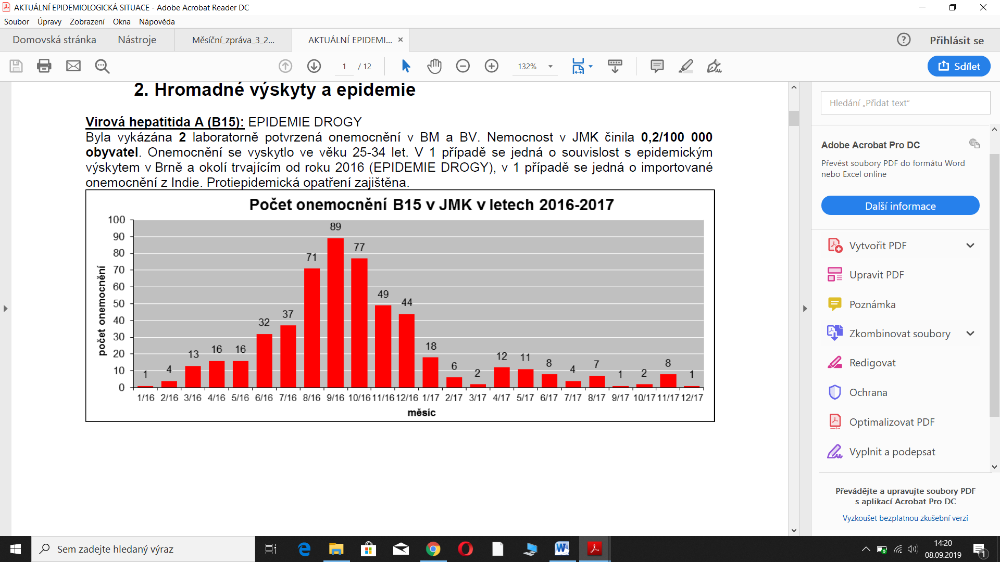 AKTUÁLNÍ EPIDEMIOLOGICKÁ SITUACE - Adobe Acrobat Reader DC
Soubor Úpravy Zobrazení Okna Nápověda
Domovská stránka Nástroje Měsíční_zpráva_3_2... AKTUÁLNÍ EPIDEMI... × Přihlásit se
1 / 12 132% Sdílet
2. Hromadné výskyty a epidemie
Virová hepatitida A (B15): EPIDEMIE DROGY
Byla vykázána 2 laboratorně potvrzená onemocnění v BM a BV. Nemocnost v JMK činila 0,2/100 000
obyvatel. Onemocnění se vyskytlo ve věku 25-34 let. V 1 případě se jedná o souvislost s epidemickým
výskytem v Brně a okolí trvajícím od roku 2016 (EPIDEMIE DROGY), v 1 případě se jedná o importované
onemocnění z Indie. Protiepidemická opatření zajištěna.
Počet onemocnění B15 v JMK v letech 2016-2017
počet onemocnění
100
90
80
70
60
50
40
30
20
10
0
1 4 13 16 16 32 37 71 89 77 49 44 18 6 2 12 11 8 4 7 1 2 8 1
1/16 2/16 3/16 4/16 5/16 6/16 7/16 8/16 9/16 10/16 11/16 12/16 1/17 2/17 3/17 4/17 5/17 6/17 7/17 8/17 9/17 10/17 11/17 12/17
měsíc
Hledání „Přidat text“
Adobe Acrobat Pro DC
Převést soubory PDF do formátu Word
nebo Excel online
Další informace
Vytvořit PDF
Upravit PDF
Poznámka
Zkombinovat soubory
Redigovat
Ochrana
Optimalizovat PDF
Vyplnit a podepsat
Převádějte a upravujte soubory PDF
s aplikací Acrobat Pro DC
Vyzkoušet bezplatnou zkušební verzi
Sem zadejte hledaný výraz
14:20
08.09.2019
1